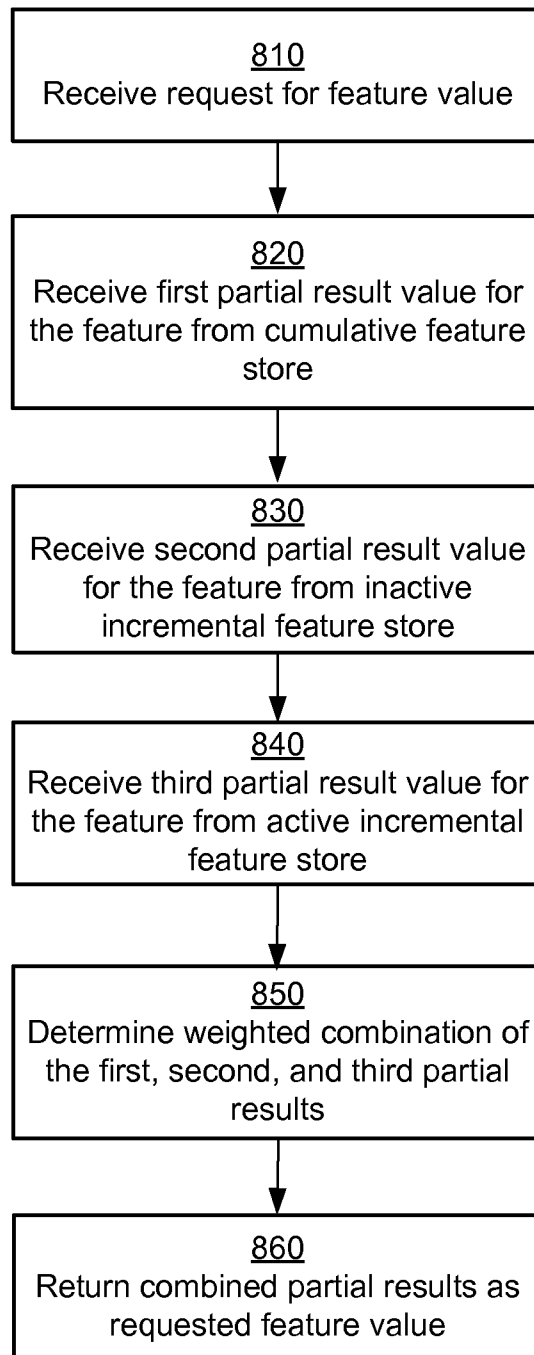 810
Receive request for feature value
820
Receive first partial result value for
the feature from cumulative feature
store
830
Receive second partial result value
for the feature from inactive
incremental feature store
840
Receive third partial result value for
the feature from active incremental
feature store
850
Determine weighted combination of
the first, second, and third partial
results
860
Return combined partial results as
requested feature value